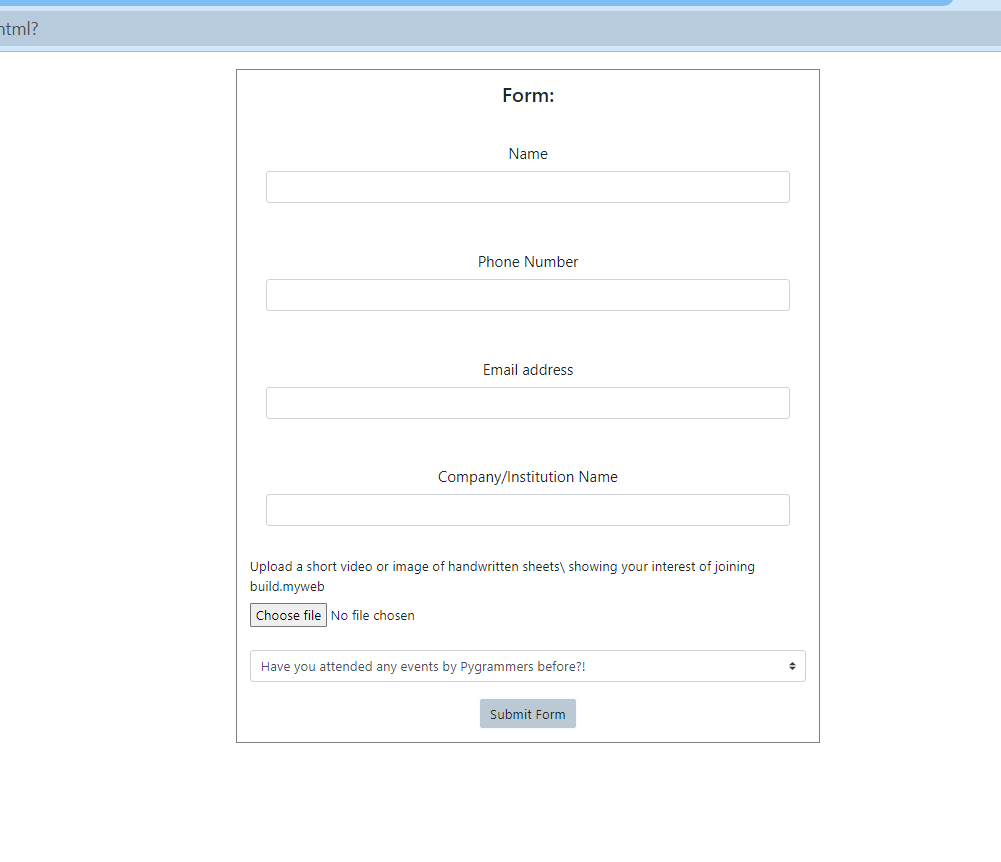 html?
Form:
Name
Phone Number
Email address
Company/Institution Name
Upload a short video or image of handwritten sheets\ showing your interest of joining
build.myweb
Choose file No file chosen
Have you attended any events by Pygrammers before?!
Submit Form